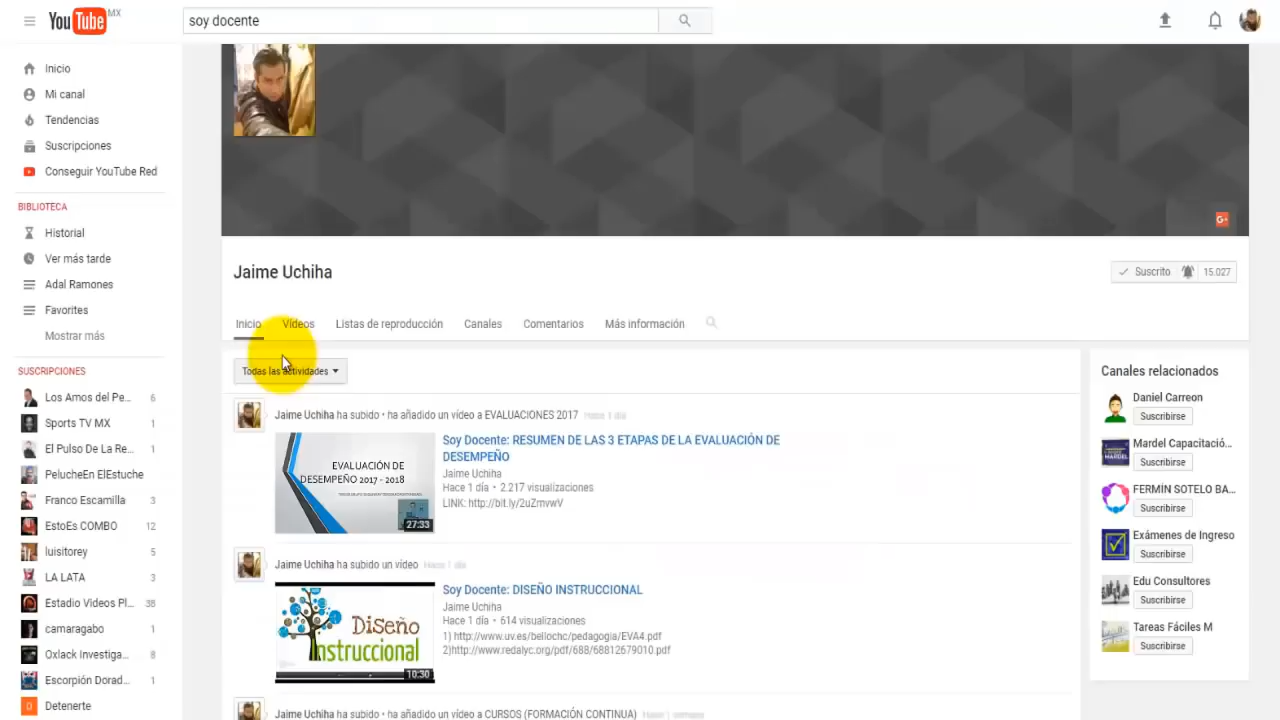 YouTube MX
soy docente
Inicio
Mi canal
Tendencias
Suscripciones
Conseguir YouTube Red
BIBLIOTECA
Historial
Ver más tarde
Adal Ramones
Favorites
Mostrar más
SUSCRIPCIONES
Los Amos del Pe... 6
Sports TV MX 1
El Pulso De La Re... 1
PelucheEn ElEstuche
Franco Escamilla 3
EstoEs COMBO 12
luisitorey 5
LA LATA 3
Estadio Videos Pl... 38
camaragabo 1
Oxlack Investiga... 8
Escorpión Dorad... 1
Detenerte
G+
Jaime Uchiha
Suscrito 15.027
Inicio Vídeos Listas de reproducción Canales Comentarios Más información
Todas las actividades
Jaime Uchiha ha subido • ha añadido un vídeo a EVALUACIONES 2017 Hace 1 día
EVALUACIÓN DE
DESEMPEÑO 2017 - 2018
27:33
Soy Docente: RESUMEN DE LAS 3 ETAPAS DE LA EVALUACIÓN DE
DESEMPEÑO
Jaime Uchiha
Hace 1 día • 2.217 visualizaciones
LINK: http://bit.ly/2uZmvwV
Jaime Uchiha ha subido un vídeo Hace 1 día
Diseño
Instruccional
10:30
Soy Docente: DISEÑO INSTRUCCIONAL
Jaime Uchiha
Hace 1 día • 614 visualizaciones
1) http://www.uv.es/bellochc/pedagogia/EVA4.pdf
2)http://www.redalyc.org/pdf/688/68812679010.pdf
Jaime Uchiha ha subido • ha añadido un vídeo a CURSOS (FORMACIÓN CONTINUA) Hace 1 semana
Canales relacionados
Daniel Carreon
Suscribirse
Mardel Capacitació...
Suscribirse
FERMÍN SOTELO BA...
Suscribirse
Exámenes de Ingreso
Suscribirse
Edu Consultores
Suscribirse
Tareas Fáciles M
Suscribirse